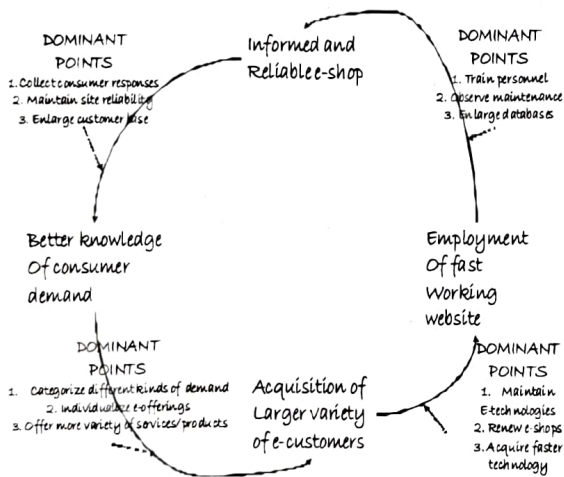 DOMINANT
POINTS
1. Collect consumer responses
2. Maintain site reliability
3. Enlarge customer base
Informed and
Reliable e-shop
DOMINANT
POINTS
1. Train personnel
2. Observe maintenance
3. Enlarge databases
Better knowledge
Of consumer
demand
Employment
Of fast
Working
website
DOMINANT
POINTS
1. Categorize different kinds of demand
2. Individualize e-offerings
3. Offer more variety of services/products
Acquisition of
Larger variety
of e-customers
DOMINANT
POINTS
1. Maintain
E-technologies
2. Renew e-shops
3. Acquire faster
technology